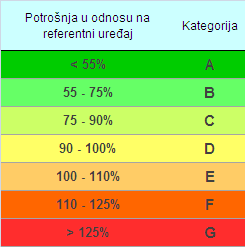 Potrošnja u odnosu na
referentni uređaj Kategorija
< 55% A
55 - 75% B
75 - 90% C
90 - 100% D
100 - 110% E
110 - 125% F
> 125% G